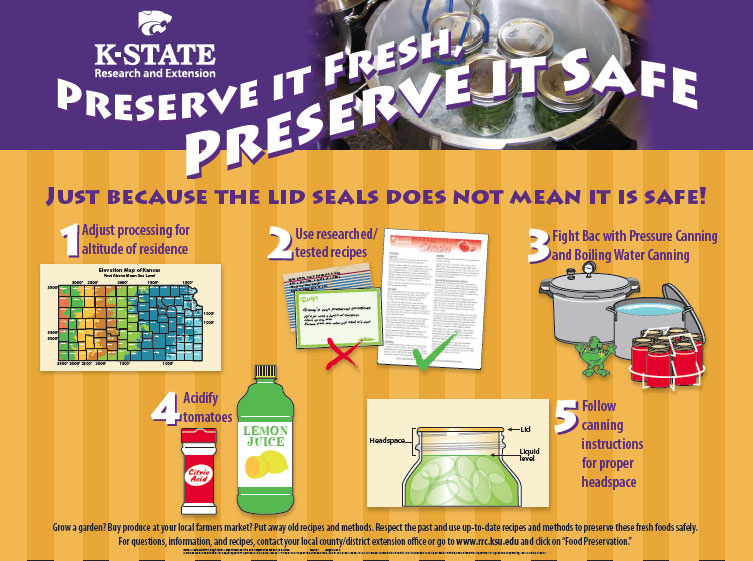 K-STATE
Research and Extension
PRESERVE IT FRESH,
PRESERVE IT SAFE
JUST BECAUSE THE LID SEALS DOES NOT MEAN IT IS SAFE!
1 Adjust processing for
altitude of residence
Elevation Map of Kansas
Feet Above Mean Sea Level
2 Use researched/
tested recipes
Recipe
Tomatoes
3 Fight Bac with Pressure Canning
and Boiling Water Canning
4 Acidify
tomatoes
Citric
Acid
LEMON
JUICE
Headspace
Lid
Liquid
level
5 Follow
canning
instructions
for proper
headspace
Grow a garden? Buy produce at your local farmers market? Put away old recipes and methods. Respect the past and use up-to-date recipes and methods to preserve these fresh foods safely.
For questions, information, and recipes, contact your local county/district extension office or go to www.rrc.ksu.edu and click on “Food Preservation.”